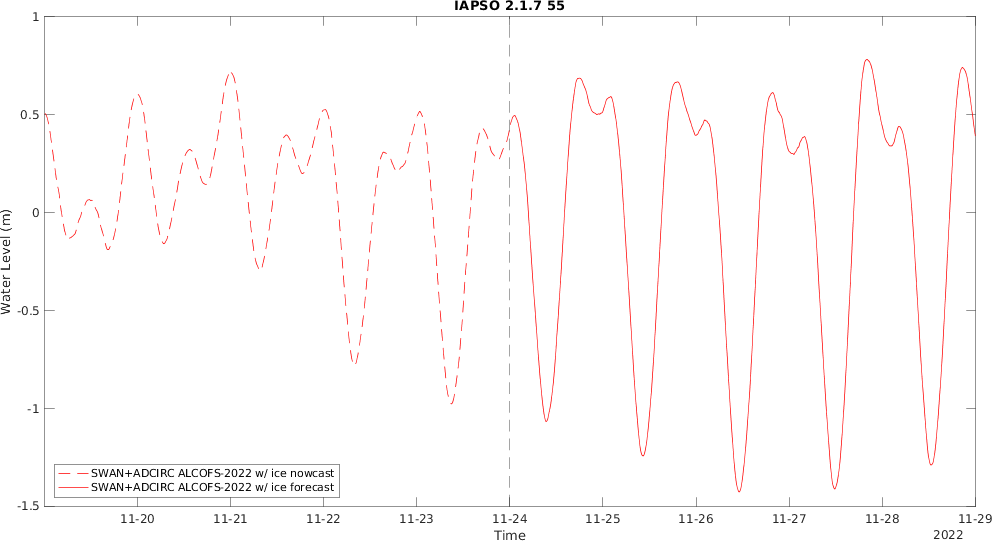 IAPSO 2.1.7 55
1
0.5
0
-0.5
-1
-1.5
Water Level (m)
SWAN+ADCIRC ALCOFS-2022 w/ ice nowcast
SWAN+ADCIRC ALCOFS-2022 w/ ice forecast
11-20 11-21 11-22 11-23 11-24 11-25 11-26 11-27 11-28 11-29
Time
2022